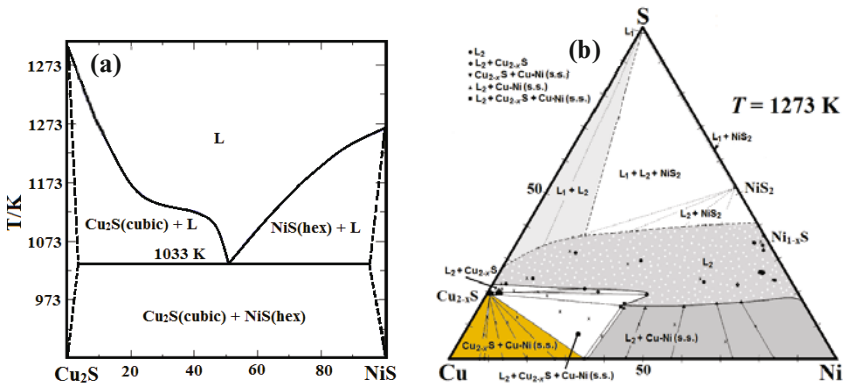 (a)
T/K
1273
1273
1173
1073
973
L
Cu₂S(cubic) + L
NiS(hex) + L
1033 K
Cu₂S(cubic) + NiS(hex)
0 20 40 60 80 100
Cu₂S
NiS
(b)
S
L₁
L₂
L₂ + Cu₂₋ₓS
Cu₂₋ₓS + Cu-Ni (s.s.)
L₂ + Cu-Ni (s.s.)
L₂ + Cu₂₋ₓS + Cu-Ni (s.s.)
T = 1273 K
L₁ + NiS₂
L₁ + L₂ + NiS₂
50
L₁ + L₂
NiS₂
L₂ + NiS₂
Ni₁₋ₓS
L₂
L₂ + Cu₂₋ₓS
Cu₂₋ₓS
L₂ + Cu-Ni (s.s.)
Cu₂₋ₓS + Cu-Ni (s.s.)
L₂ + Cu₂₋ₓS + Cu-Ni (s.s.)
Cu
50
Ni